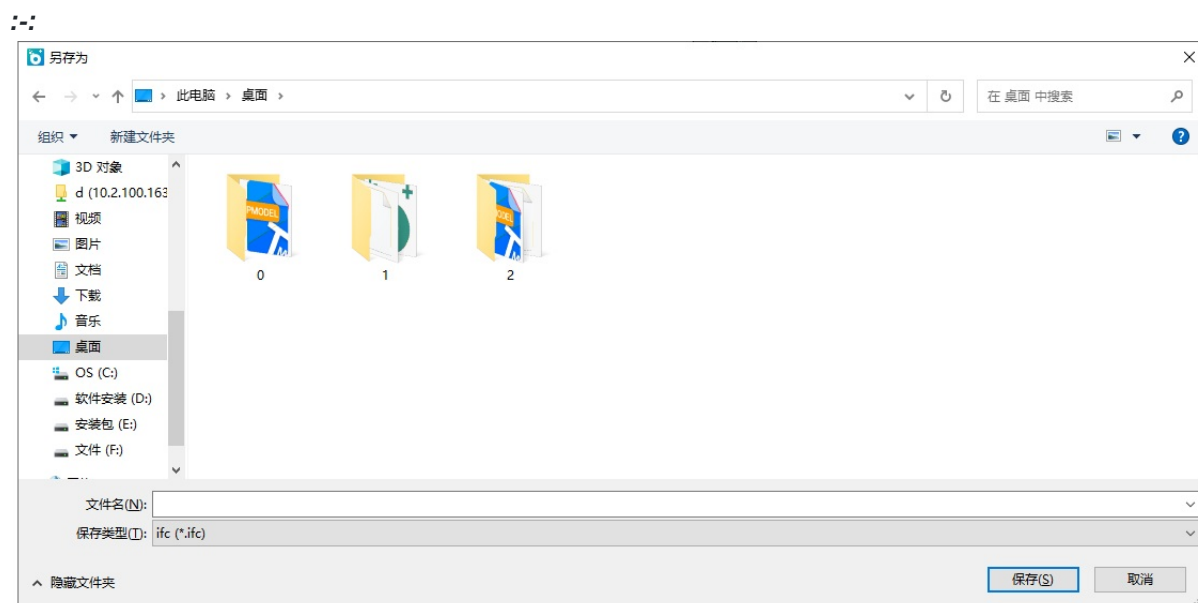 :-:
另存为
此电脑 › 桌面 ›
在 桌面 中搜索
组织 新建文件夹
3D 对象
d (10.2.100.163
视频
图片
文档
下载
音乐
桌面
OS (C:)
软件安装 (D:)
安装包 (E:)
文件 (F:)
PMODEL
0
1
2
文件名(N):
保存类型(T): ifc (*.ifc)
隐藏文件夹
保存(S) 取消